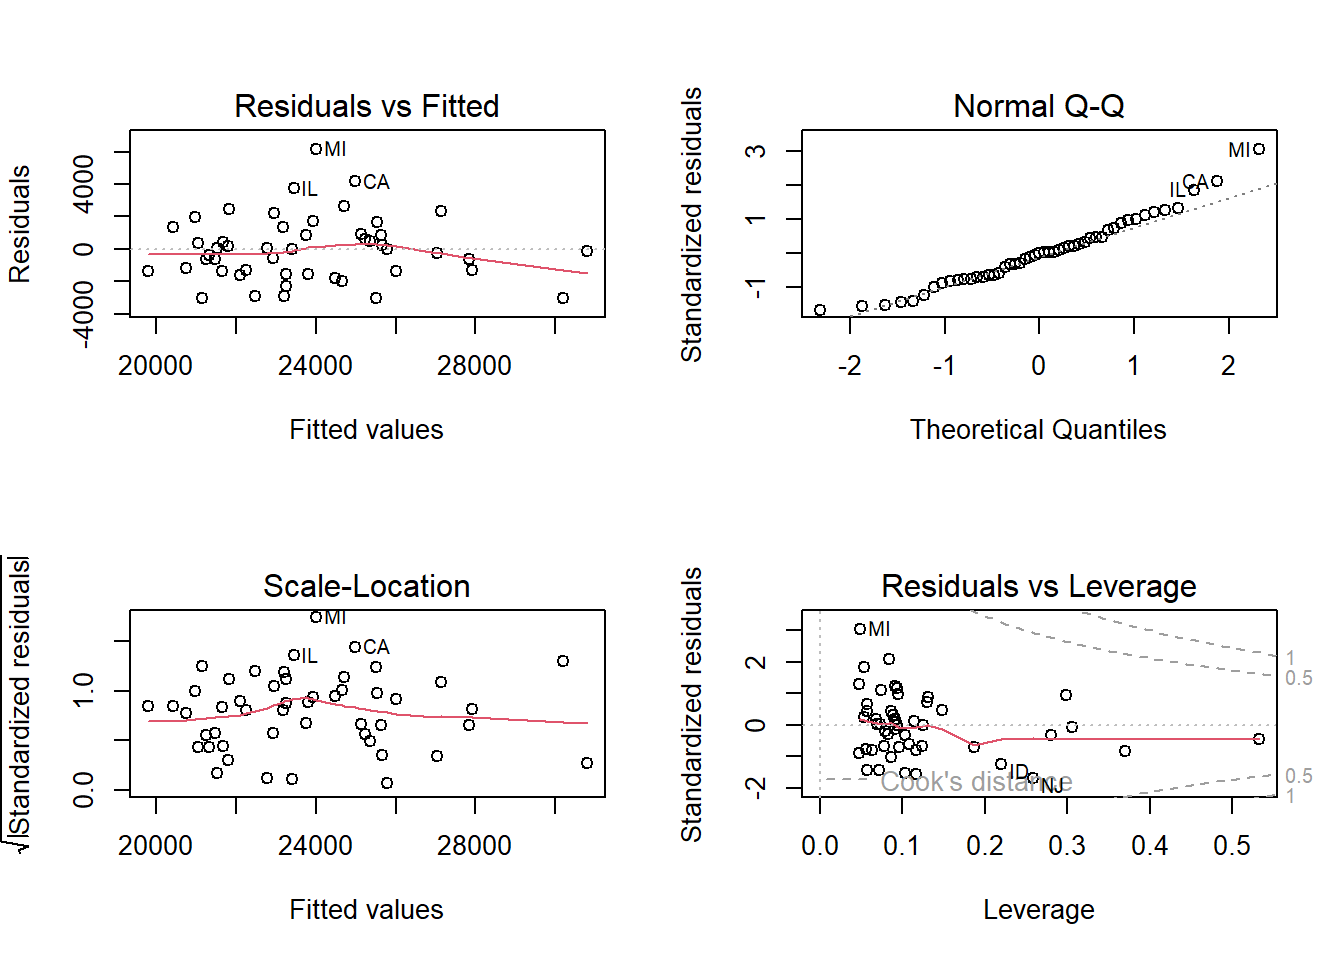 Residuals vs Fitted
Residuals
4000
0
-4000
MI
IL
CA
20000
24000
28000
Fitted values
Normal Q-Q
Standardized residuals
3
1
-1
MI
CA
IL
-2
-1
0
1
2
Theoretical Quantiles
Scale-Location
√|Standardized residuals|
1.0
0.0
MI
CA
IL
20000
24000
28000
Fitted values
Residuals vs Leverage
Standardized residuals
2
0
-2
MI
ID
NJ
Cook's distance
1
0.5
0.5
1
0.0
0.1
0.2
0.3
0.4
0.5
Leverage